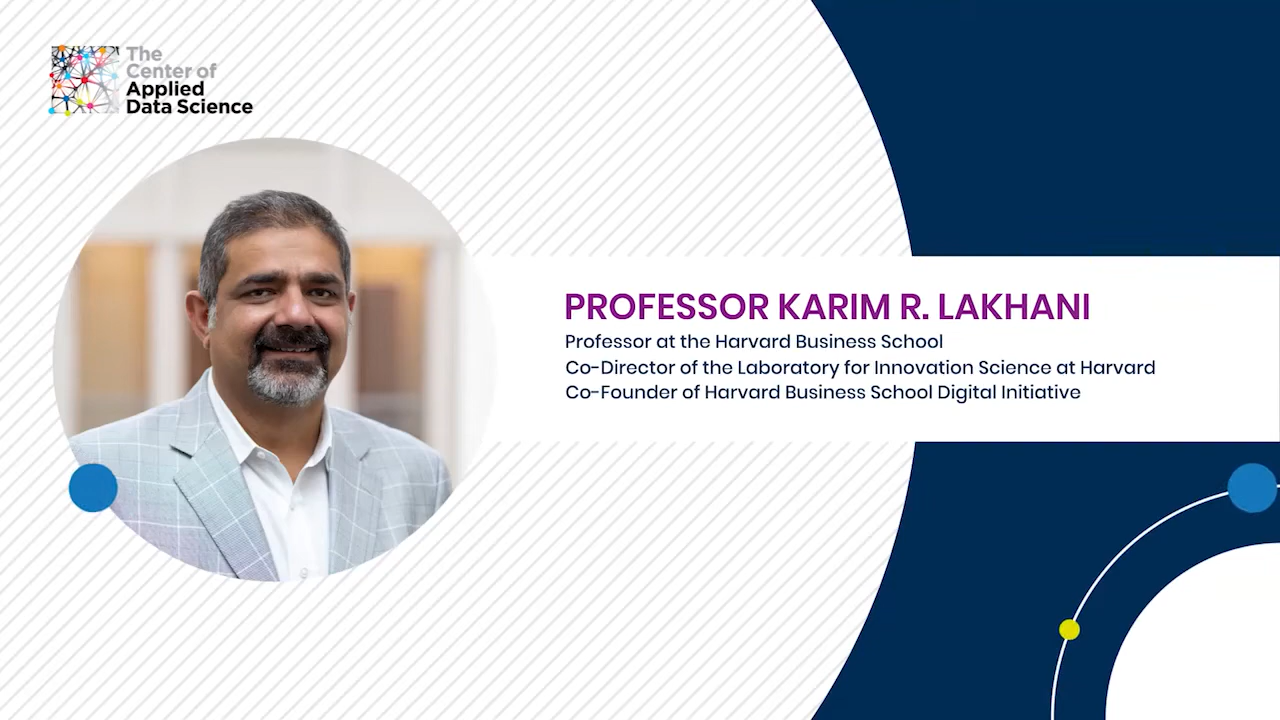 The
Center of
Applied
Data Science
PROFESSOR KARIM R. LAKHANI
Professor at the Harvard Business School
Co-Director of the Laboratory for Innovation Science at Harvard
Co-Founder of Harvard Business School Digital Initiative